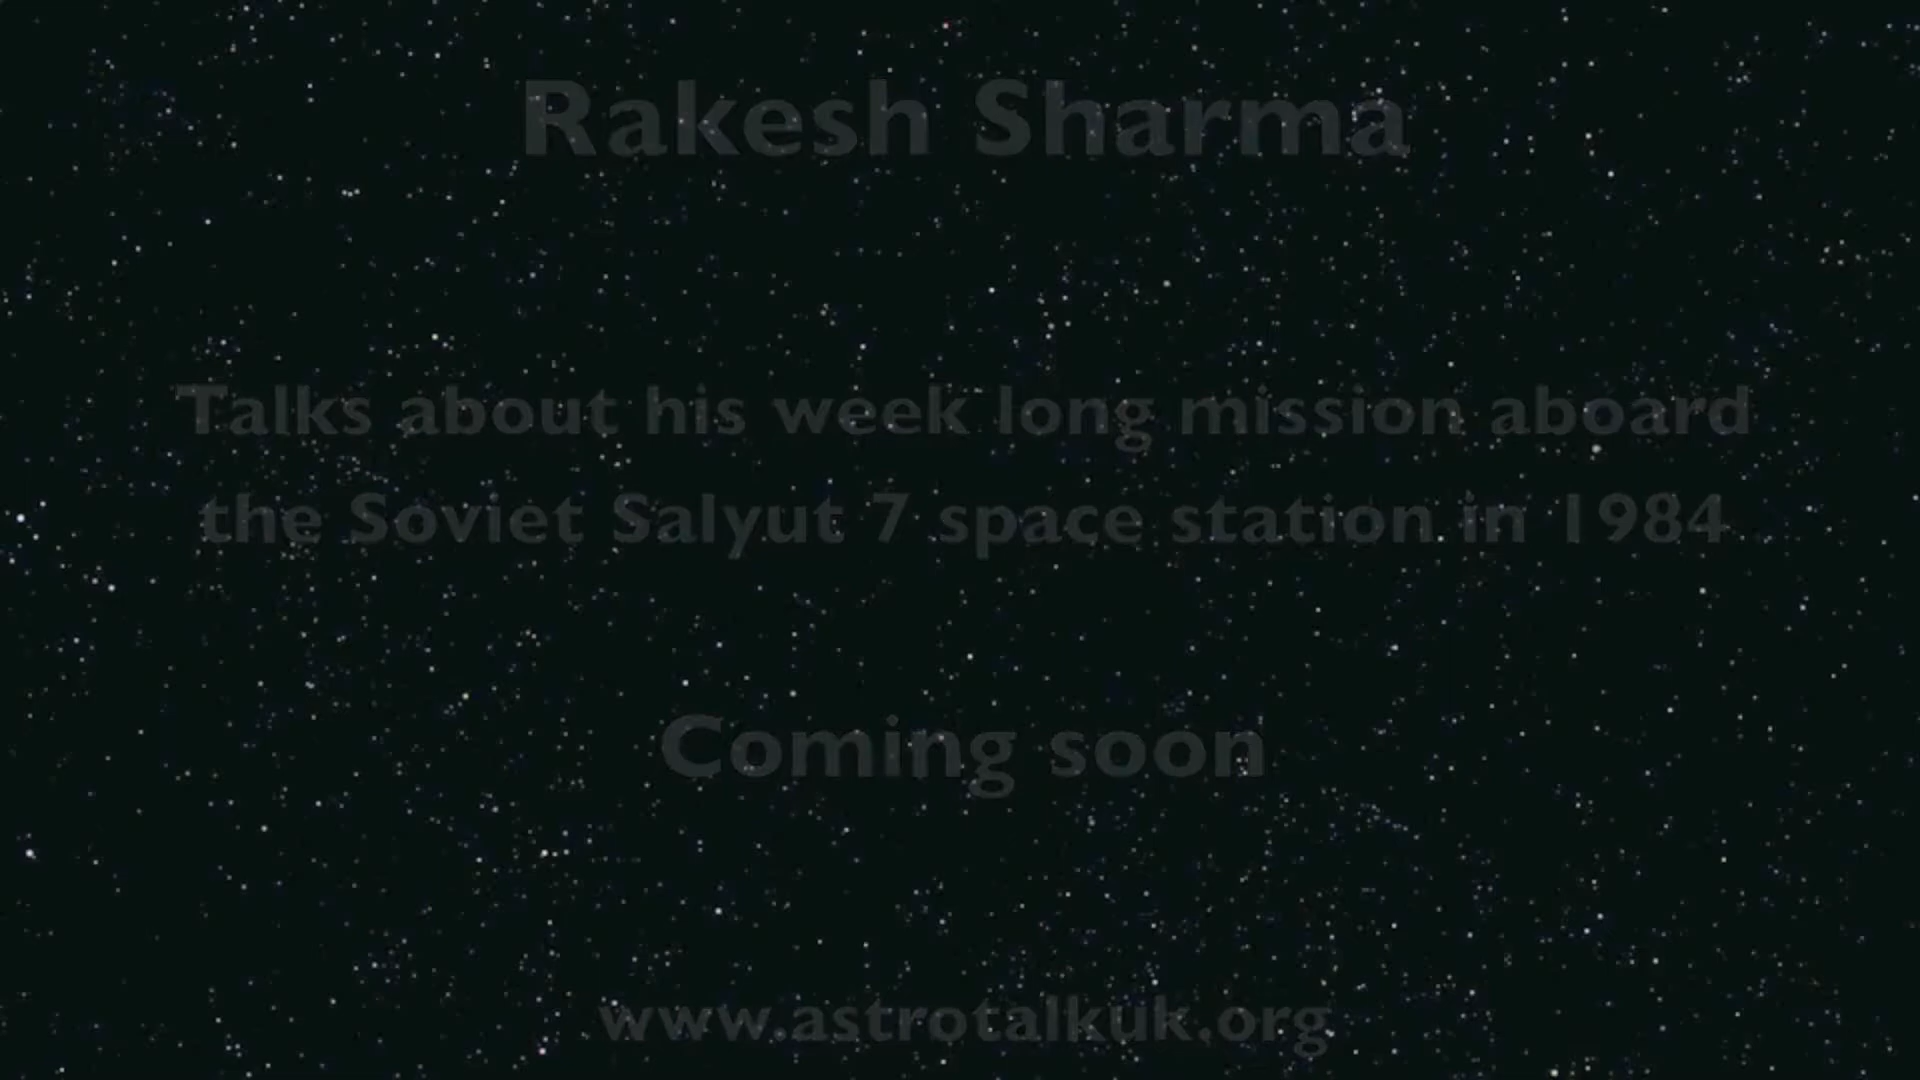 Rakesh Sharma
Talks about his week long mission aboard
the Soviet Salyut 7 space station in 1984
Coming soon
www.astrotalkuk.org